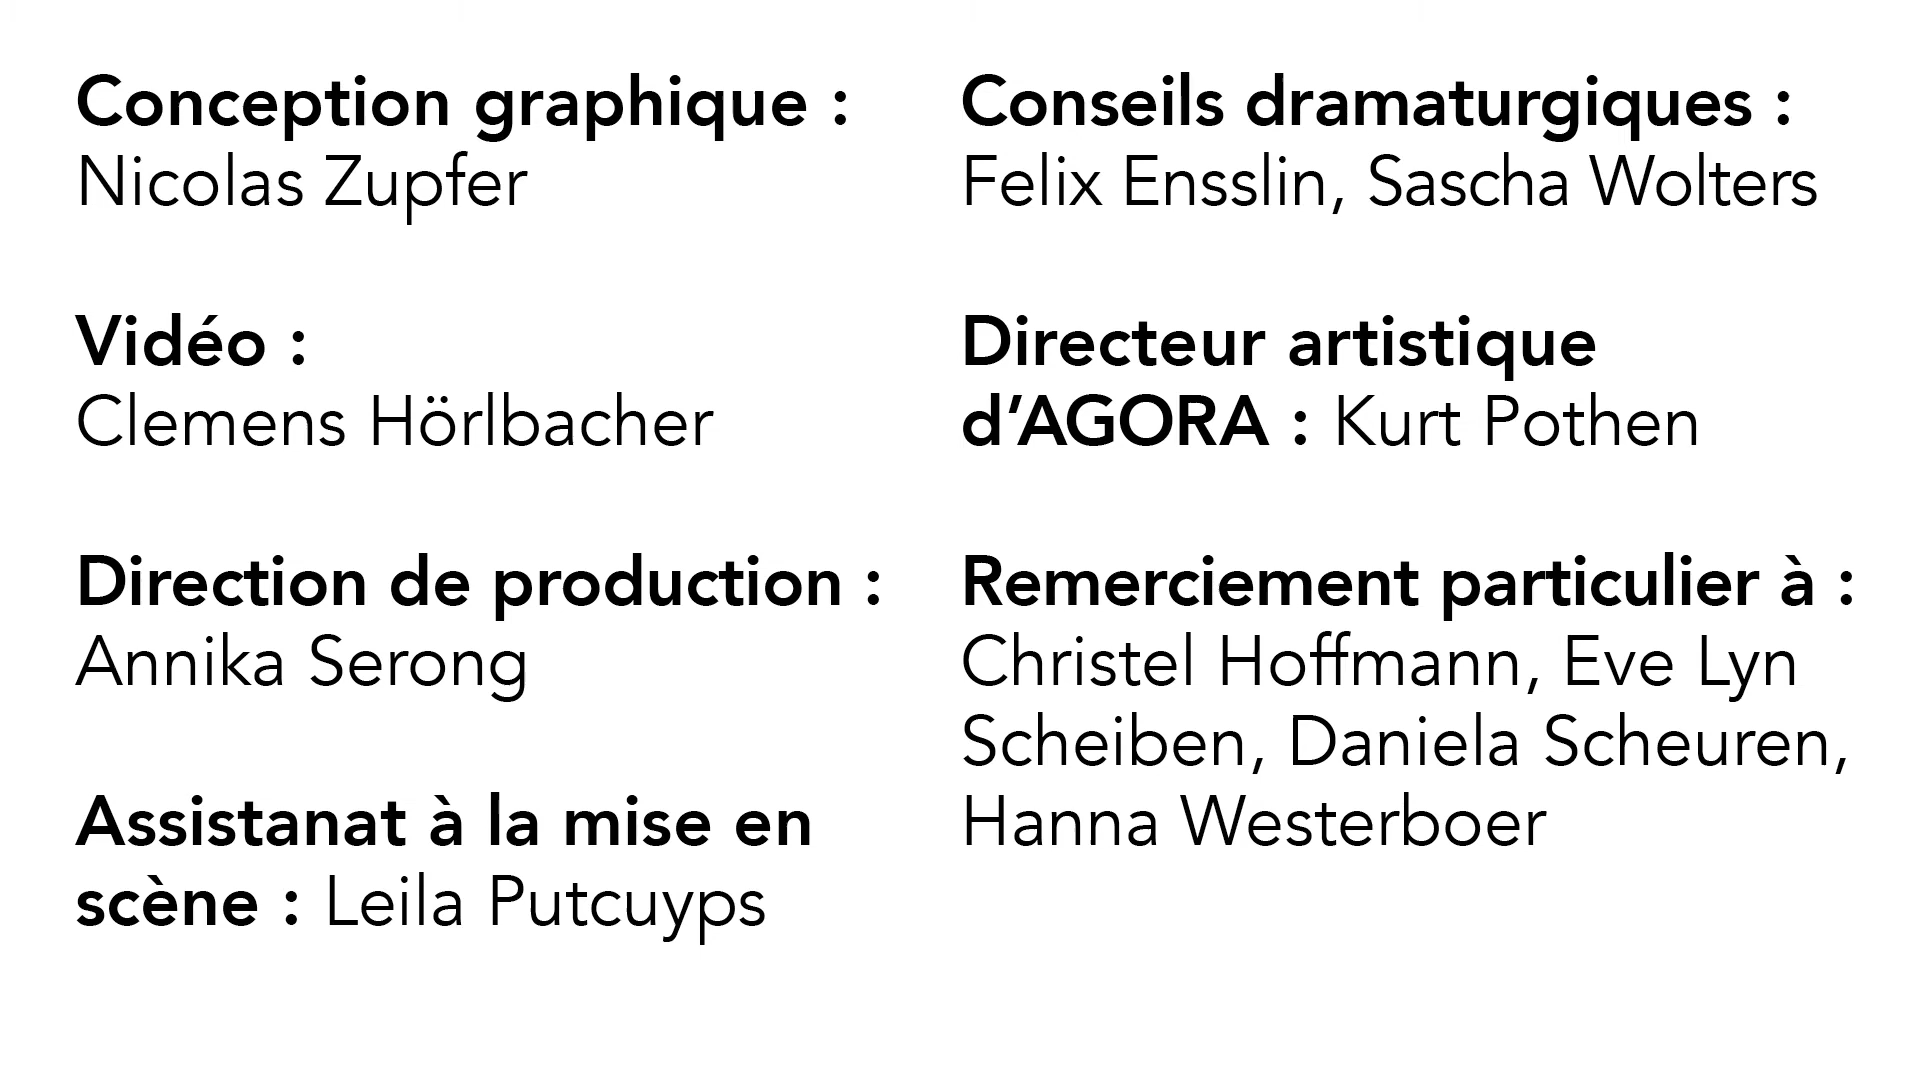 Conception graphique :
Nicolas Zupfer
Vidéo :
Clemens Hörlbacher
Direction de production :
Annika Serong
Assistanat à la mise en
scène : Leila Putcuyps
Conseils dramaturgiques :
Felix Ensslin, Sascha Wolters
Directeur artistique
d’AGORA : Kurt Pothen
Remerciement particulier à :
Christel Hoffmann, Eve Lyn
Scheiben, Daniela Scheuren,
Hanna Westerboer